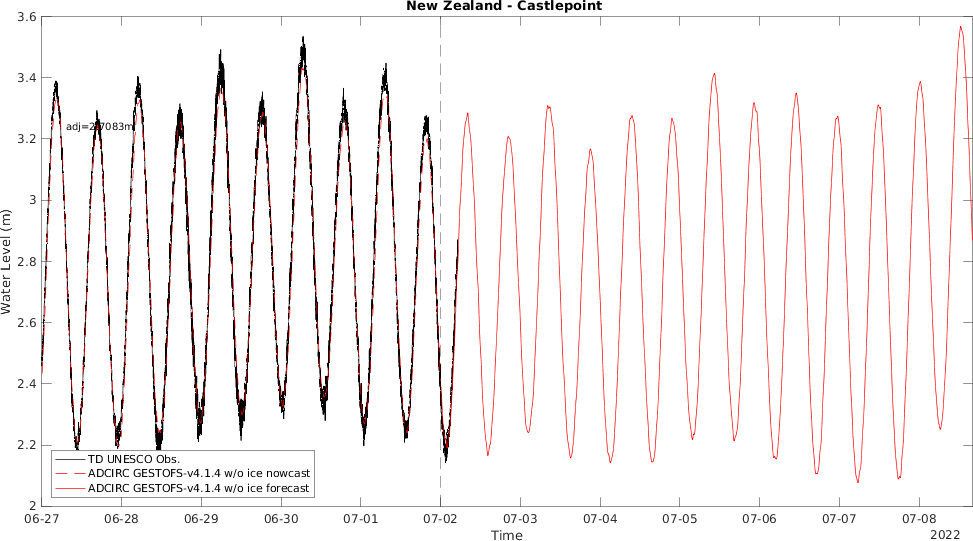 New Zealand - Castlepoint
Water Level (m)
3.6
3.4
3.2
3
2.8
2.6
2.4
2.2
2
adj=2.7083m
TD UNESCO Obs.
ADCIRC GESTOFS-v4.1.4 w/o ice nowcast
ADCIRC GESTOFS-v4.1.4 w/o ice forecast
06-27 06-28 06-29 06-30 07-01 07-02 07-03 07-04 07-05 07-06 07-07 07-08
Time
2022